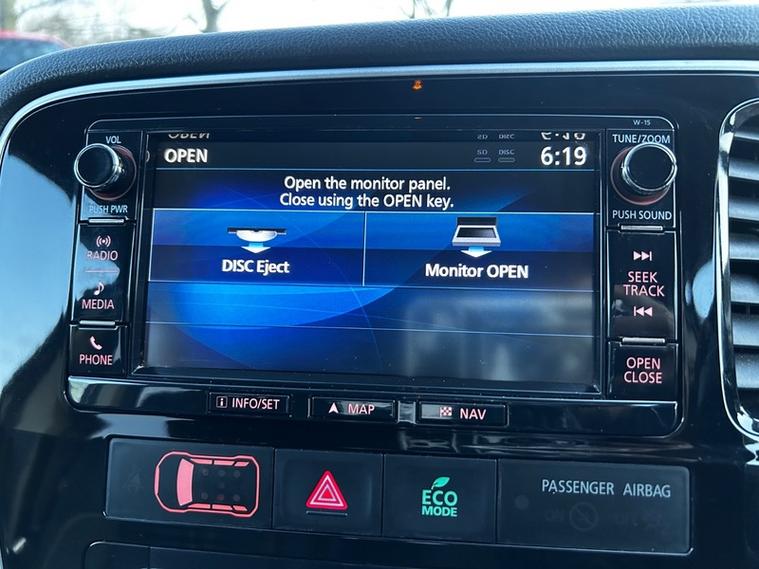 W-15
VOL
PUSH PWR
RADIO
MEDIA
PHONE
OPEN
SD DISC
SD DISC
6:19
Open the monitor panel.
Close using the OPEN key.
DISC Eject
Monitor OPEN
TUNE/ZOOM
PUSH SOUND
SEEK
TRACK
OPEN
CLOSE
i INFO/SET
MAP
NAV
ECO
MODE
PASSENGER AIRBAG